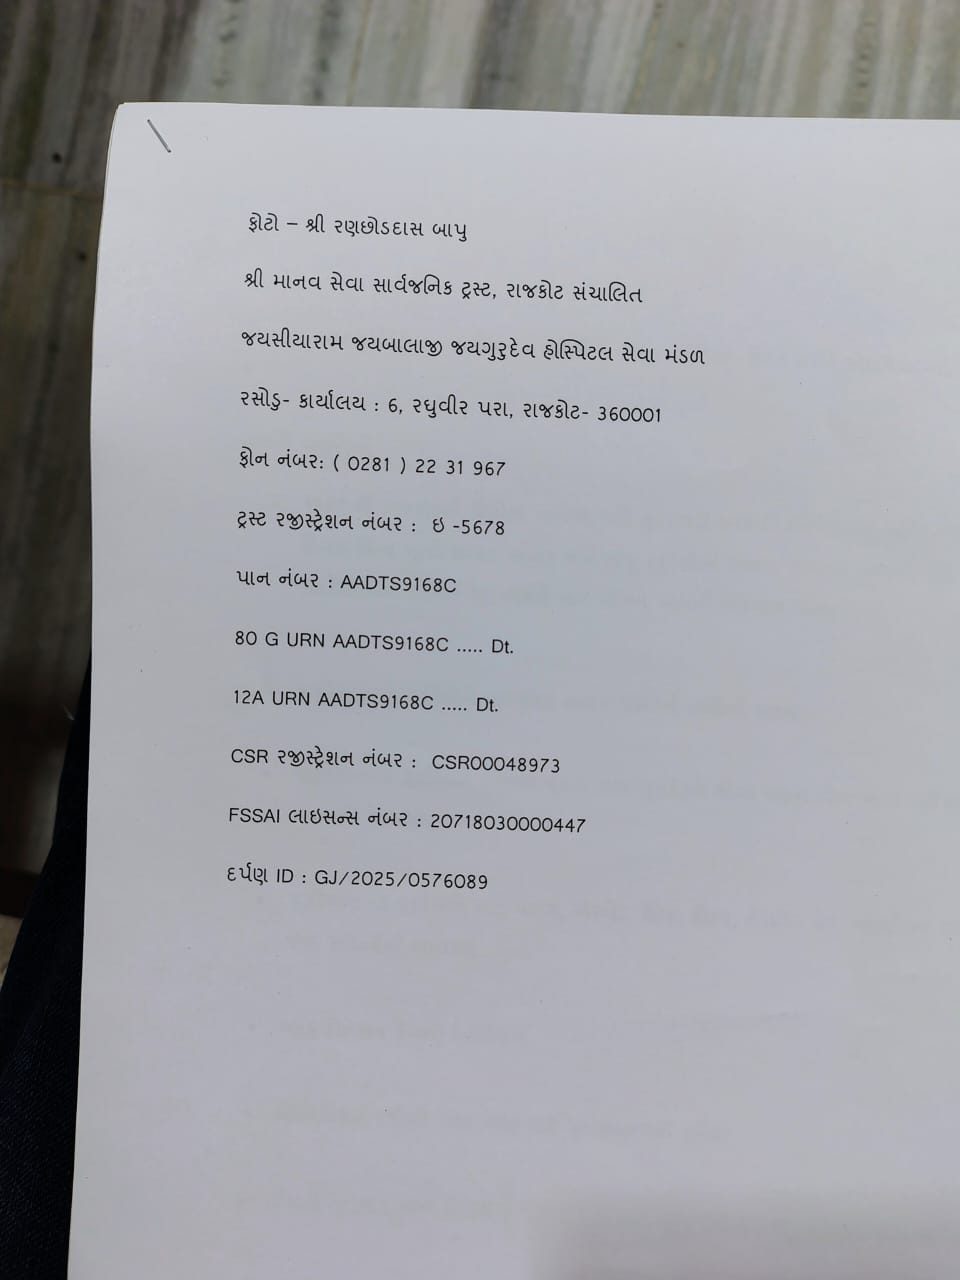 ફોટો – શ્રી રણછોડદાસ બાપુ
શ્રી માનવ સેવા સાર્વજનિક ટ્રસ્ટ, રાજકોટ સંચાલિત
જયસીયારામ જયબાલાજી જયગુરુદેવ હોસ્પિટલ સેવા મંડળ
રસોડુ- કાર્યાલય : 6, રઘુવીર પરા, રાજકોટ- 360001
ફોન નંબર: ( 0281 ) 22 31 967
ટ્રસ્ટ રજીસ્ટ્રેશન નંબર :  ઇ -5678
પાન નંબર : AADTS9168C
80 G URN AADTS9168C ..... Dt.
12A URN AADTS9168C ..... Dt.
CSR રજીસ્ટ્રેશન નંબર :  CSR00048973
FSSAI લાઇસન્સ નંબર : 20718030000447
દર્પણ ID : GJ/2025/0576089